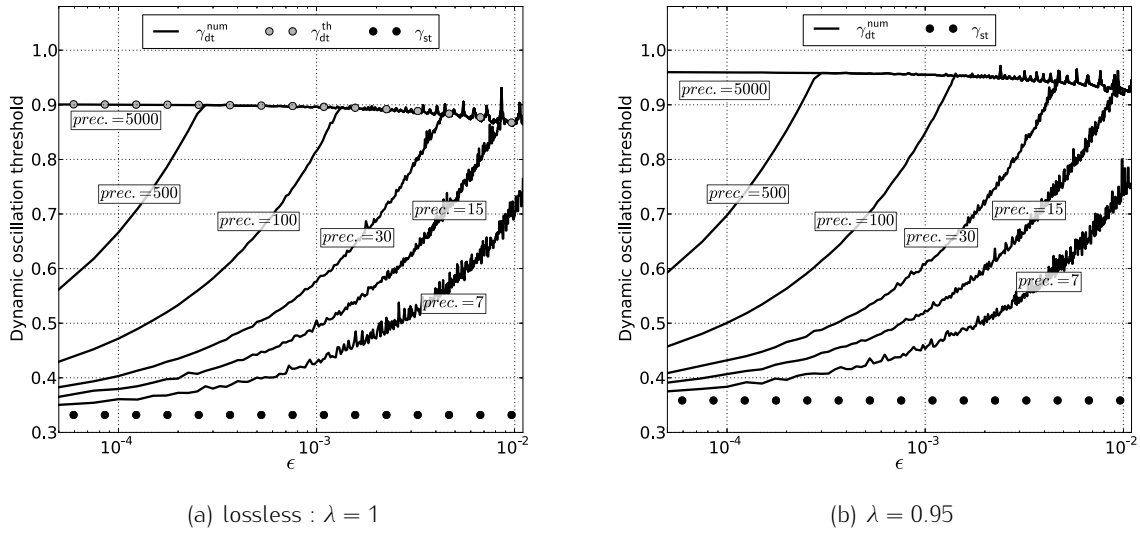 γ_dt^num γ_dt^th γ_st
Dynamic oscillation threshold
1.0
0.9
0.8
0.7
0.6
0.5
0.4
0.3
prec.=5000
prec.=500
prec.=100
prec.=30
prec.=15
prec.=7
10^-4 10^-3 10^-2
ϵ
(a) lossless : λ = 1
γ_dt^num γ_st
Dynamic oscillation threshold
1.0
0.9
0.8
0.7
0.6
0.5
0.4
0.3
prec.=5000
prec.=500
prec.=100
prec.=30
prec.=15
prec.=7
10^-4 10^-3 10^-2
ϵ
(b) λ = 0.95